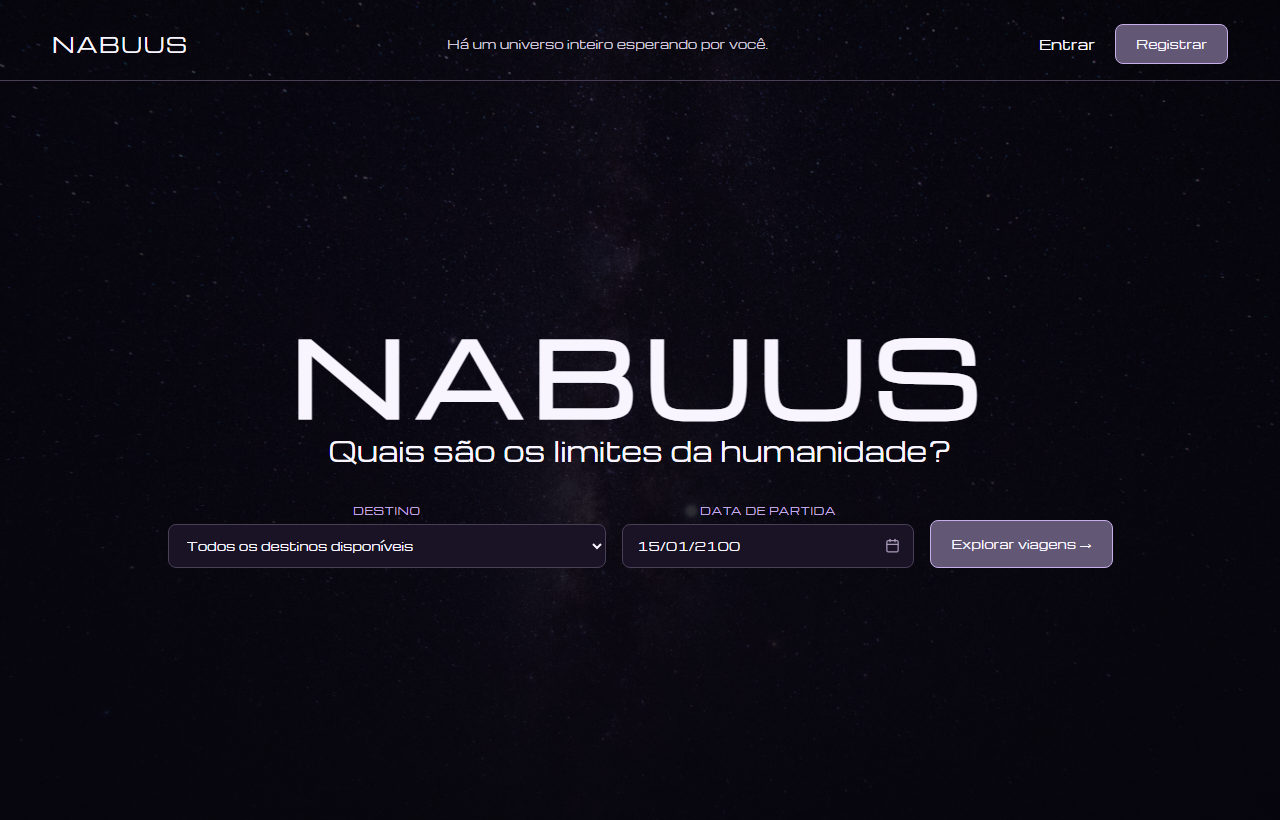 NABUUS
Há um universo inteiro esperando por você.
Entrar
Registrar
NABUUS
Quais são os limites da humanidade?
DESTINO
DATA DE PARTIDA
Todos os destinos disponíveis
15/01/2100
Explorar viagens →